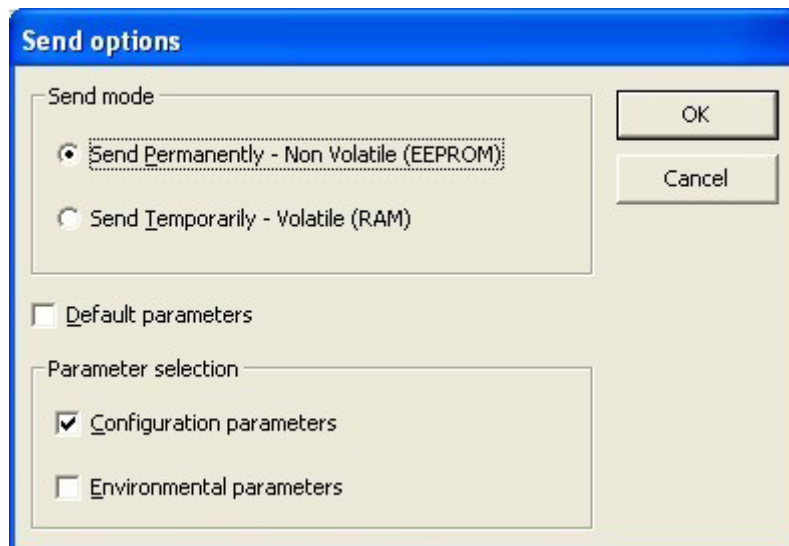 Send options
Send mode
OK
Send Permanently - Non Volatile (EEPROM)
Cancel
Send Temporarily - Volatile (RAM)
Default parameters
Parameter selection
Configuration parameters
Environmental parameters